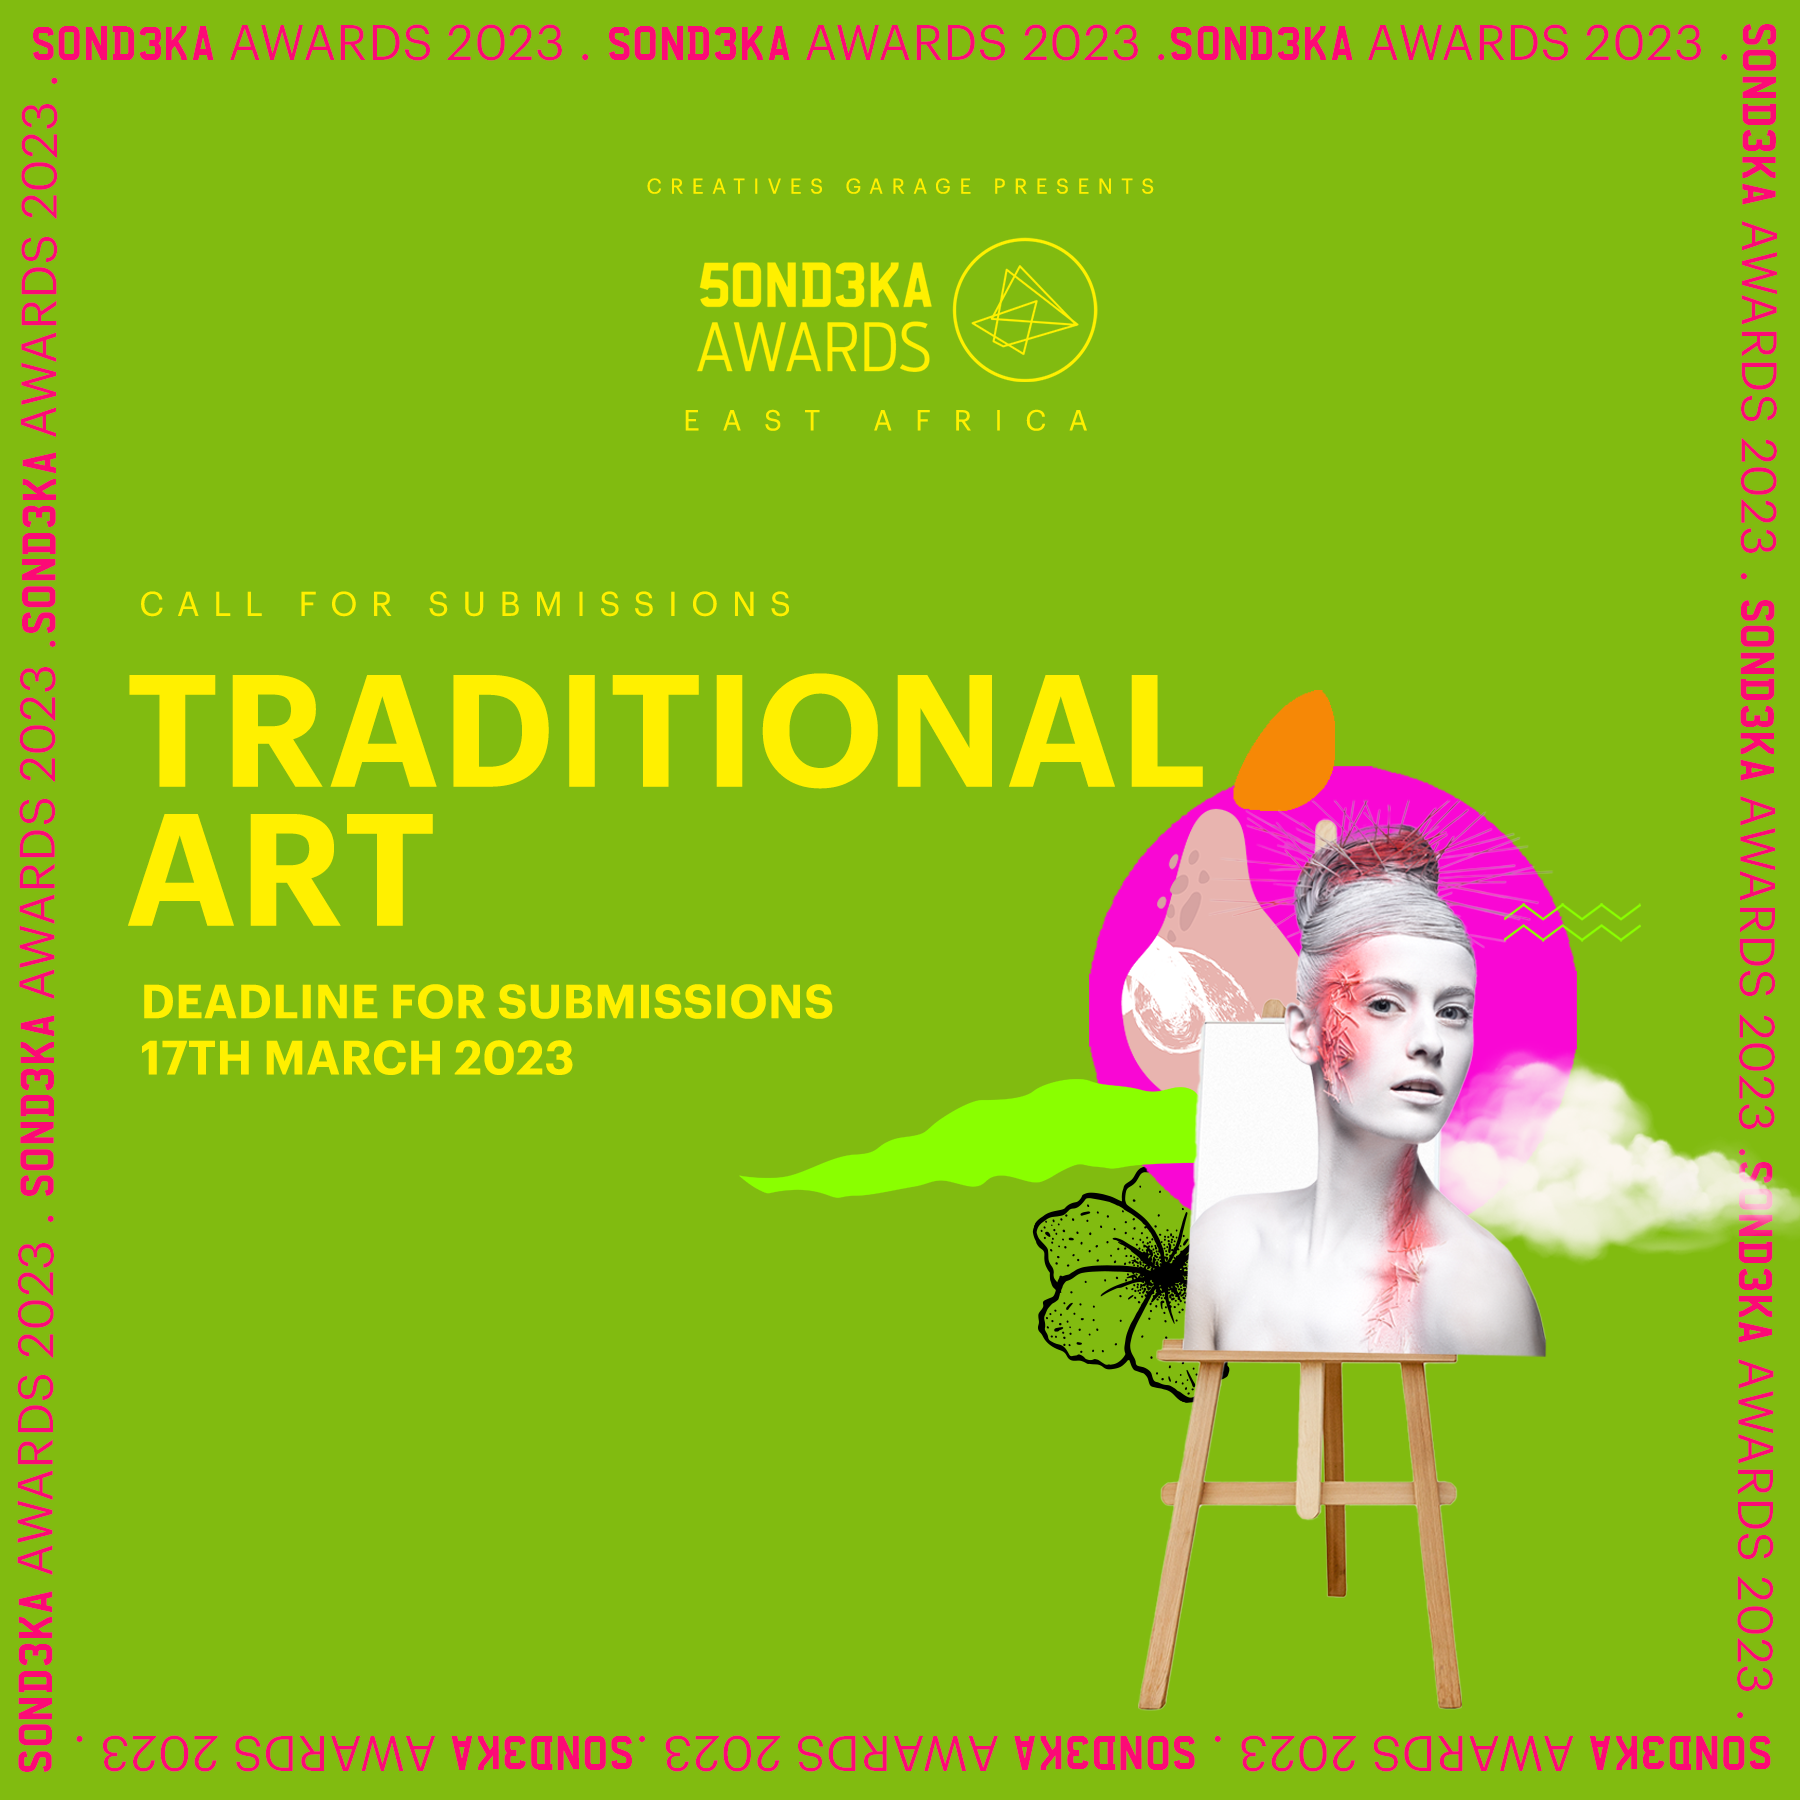 SOND3KA AWARDS 2023 . SOND3KA AWARDS 2023 .SOND3KA AWARDS 2023 .
SOND3KA AWARDS 2023 . SOND3KA AWARDS 2023 .SOND3KA AWARDS 2023 .
CREATIVES GARAGE PRESENTS
5OND3KA
AWARDS
EAST AFRICA
CALL FOR SUBMISSIONS
TRADITIONAL
ART
DEADLINE FOR SUBMISSIONS
17TH MARCH 2023
SOND3KA AWARDS 2023 . SOND3KA AWARDS 2023 .SOND3KA AWARDS 2023 .
SOND3KA AWARDS 2023 . SOND3KA AWARDS 2023 .SOND3KA AWARDS 2023 .